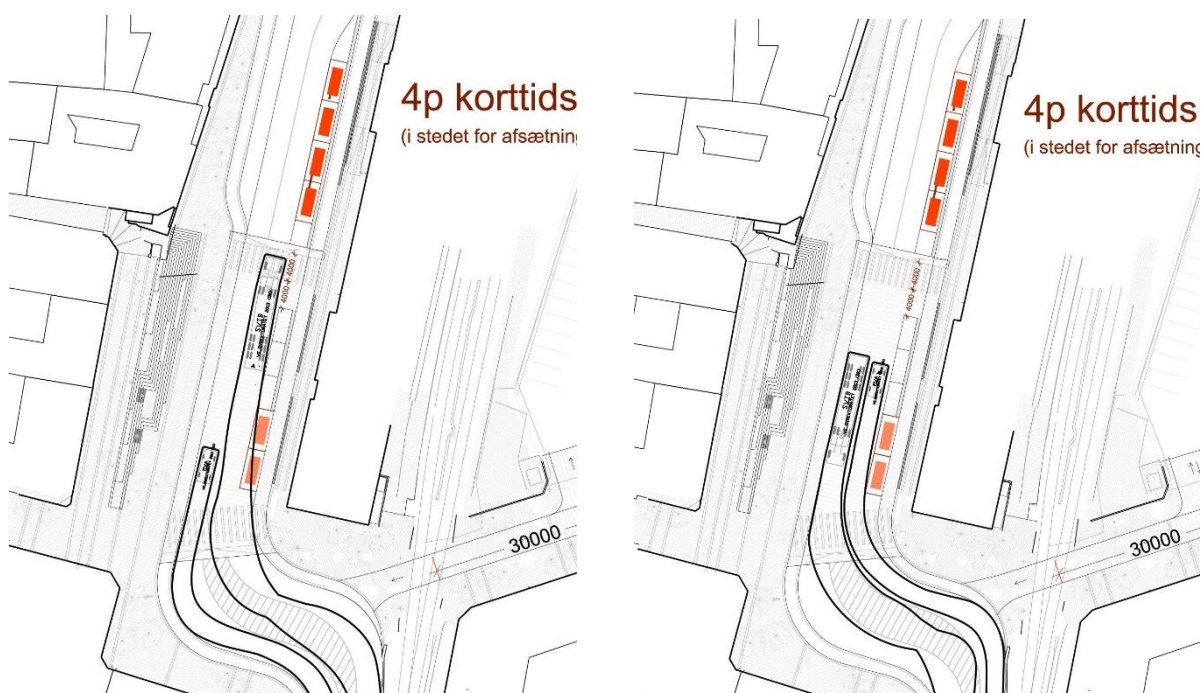 4p korttids
(i stedet for afsætning
4000 4000
30000
4p korttids
(i stedet for afsætning
4000 4000
30000